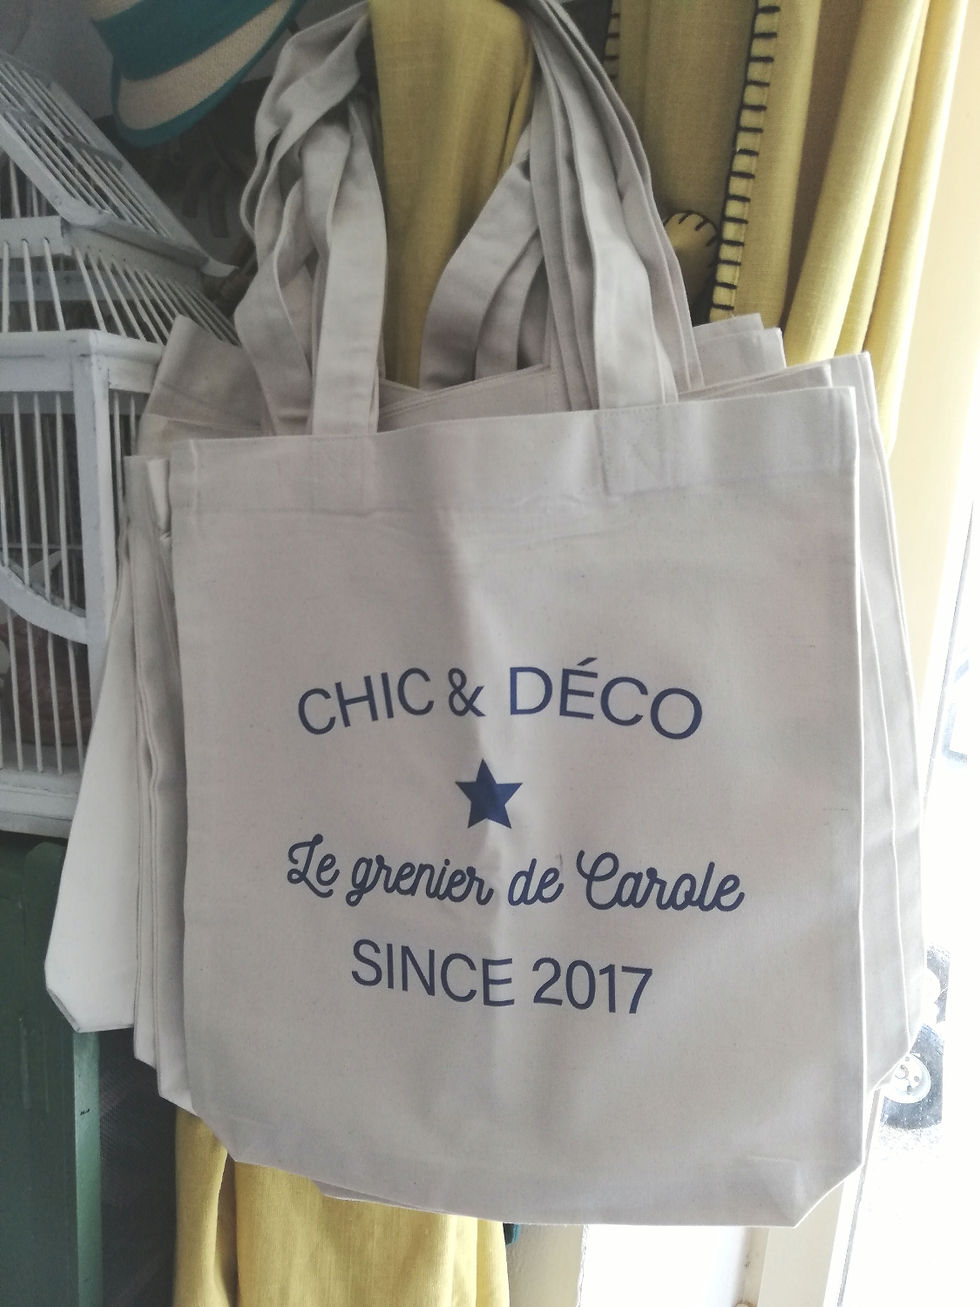 CHIC & DÉCO
Le grenier de Carole
SINCE 2017